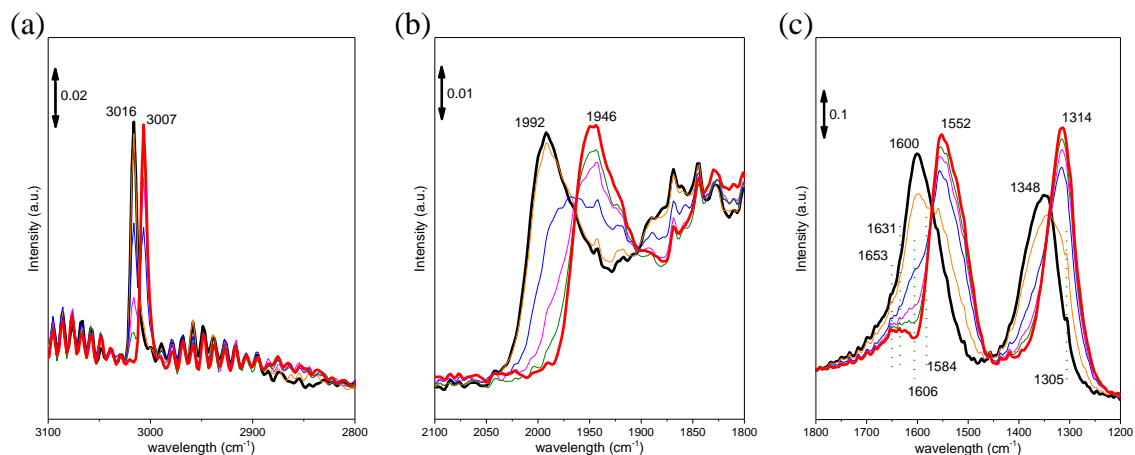 (a)
0.02
3016
3007
Intensity (a.u.)
3100 3000 2900 2800
wavelength (cm⁻¹)
(b)
0.01
1992
1946
Intensity (a.u.)
2100 2050 2000 1950 1900 1850 1800
wavelength (cm⁻¹)
(c)
0.1
1552
1314
1600
1348
1631
1653
1584
1606
1305
Intensity (a.u.)
1800 1700 1600 1500 1400 1300 1200
wavelength (cm⁻¹)